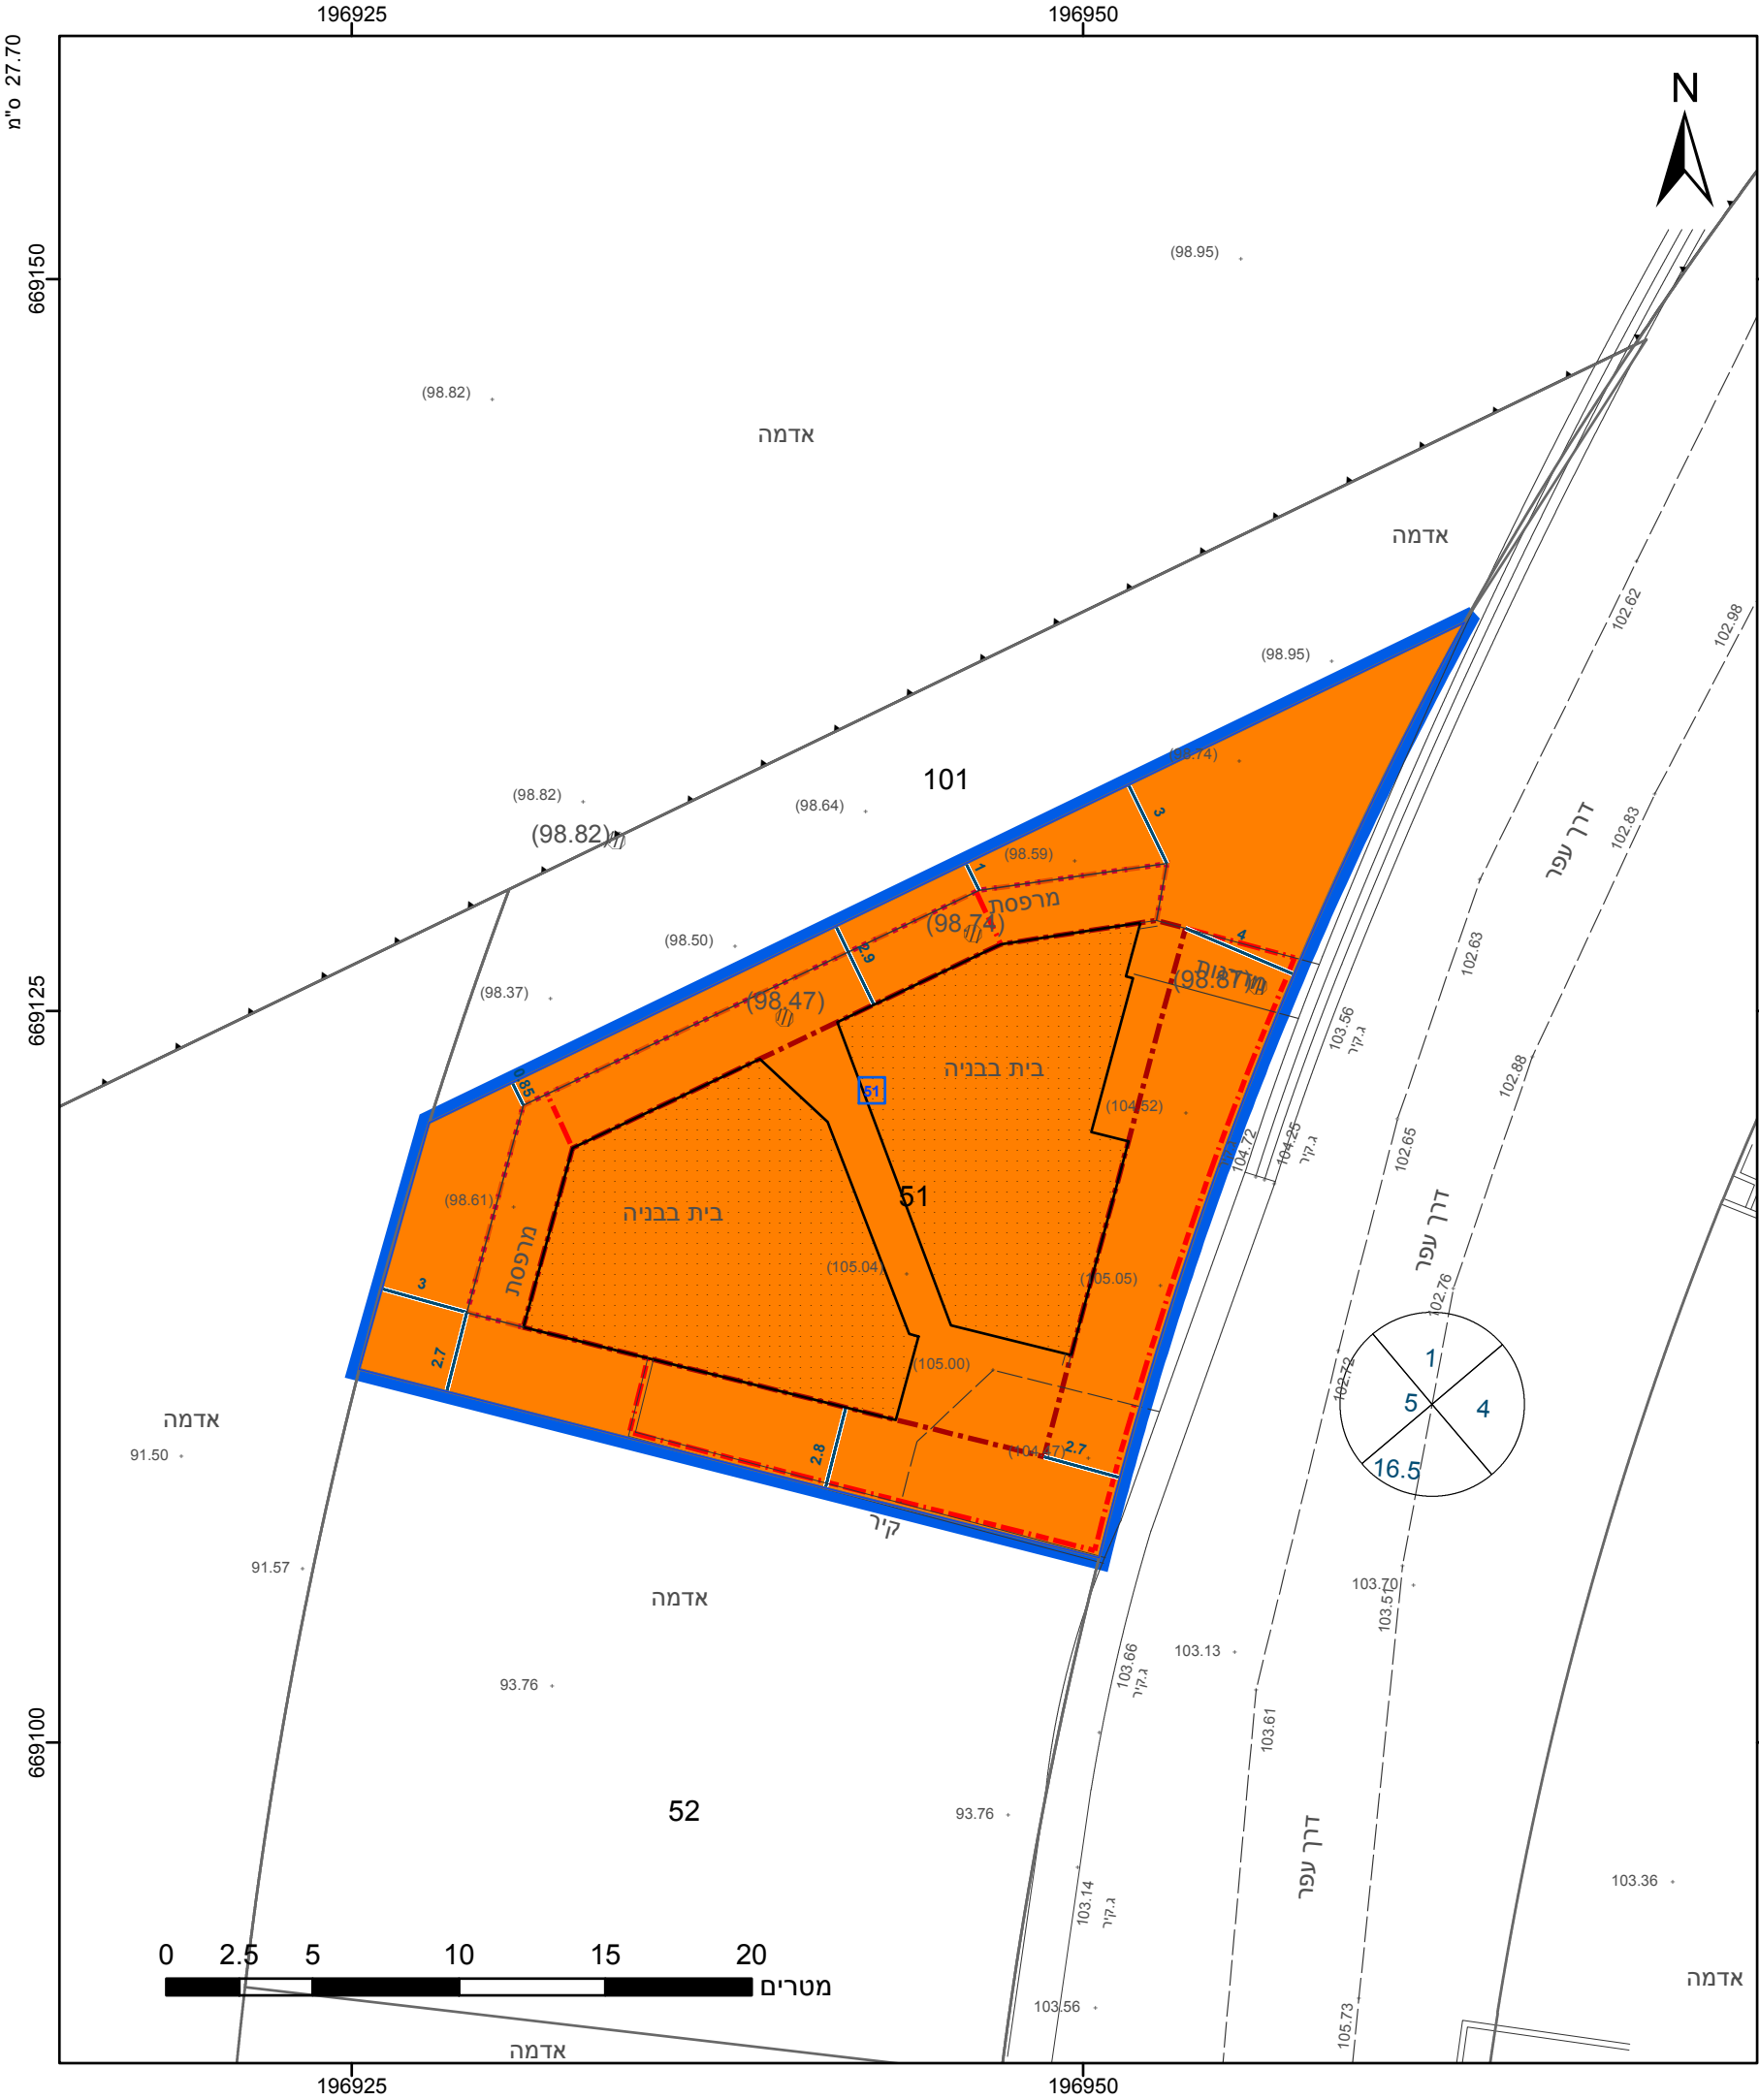 196925
196950
27.70 ס"מ
N
669150
(98.95)
(98.82)
אדמה
אדמה
102.62
102.98
(98.95)
(98.74)
101
3
(98.82)
(98.64)
(98.82)
דרך עפר
102.83
1
(98.59)
מרפסת
(98.74)
(98.50)
2.9
4
מדרגות
(98.87)
102.63
(98.37)
(98.47)
669125
103.56
ג.קיר
בית בבניה
102.88
0.85
51
(104.52)
104.72
104.25
ג.קיר
102.65
(98.61)
51
בית בבניה
דרך עפר
מרפסת
(105.04)
(105.05)
3
102.76
2.7
(105.00)
102.72
1
5
4
16.5
אדמה
91.50
2.8
(104.47)
2.7
קיר
91.57
אדמה
103.70
103.51
103.13
103.66
ג.קיר
93.76
103.61
669100
52
93.76
דרך עפר
103.14
ג.קיר
103.36
0 2.5 5 10 15 20
מטרים
אדמה
103.56
105.73
אדמה
196925
196950